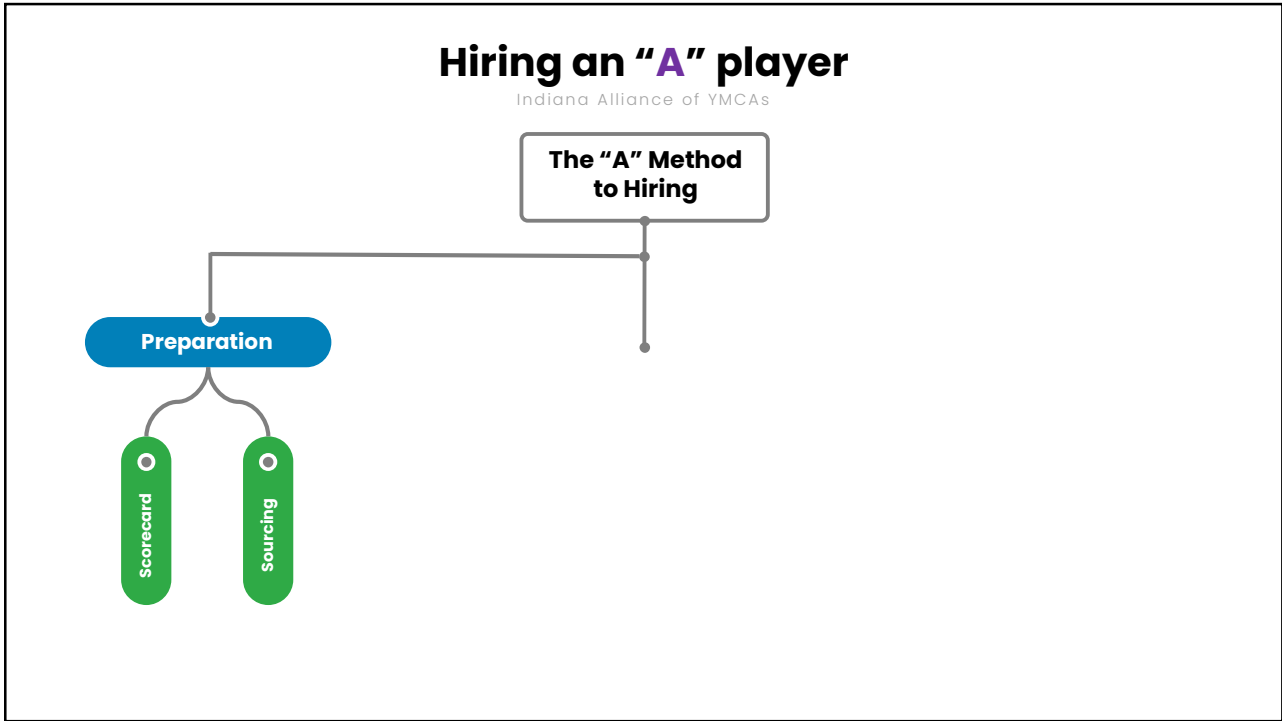 Hiring an “A” player
Indiana Alliance of YMCAs
The “A” Method
to Hiring
Preparation
Scorecard
Sourcing